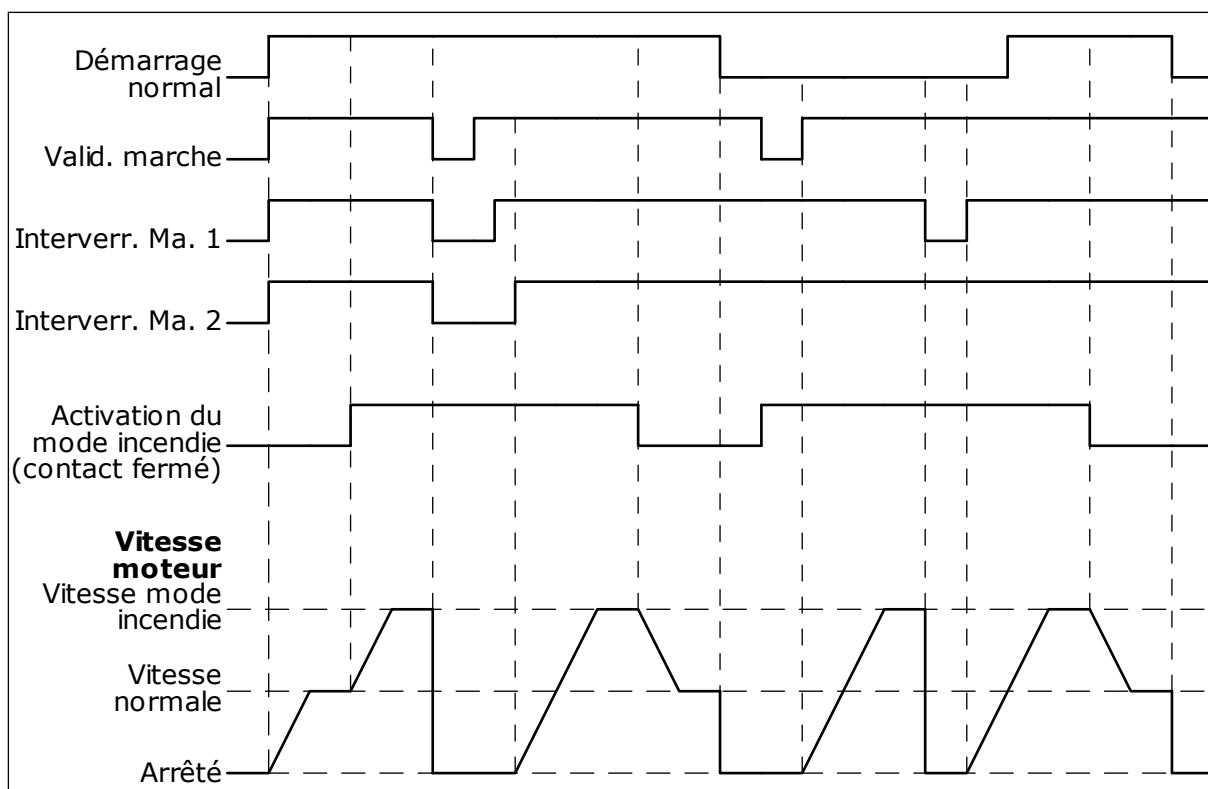 Démarrage
normal
Valid. marche
Interverr. Ma. 1
Interverr. Ma. 2
Activation du
mode incendie
(contact fermé)
Vitesse
moteur
Vitesse mode
incendie
Vitesse
normale
Arrêté